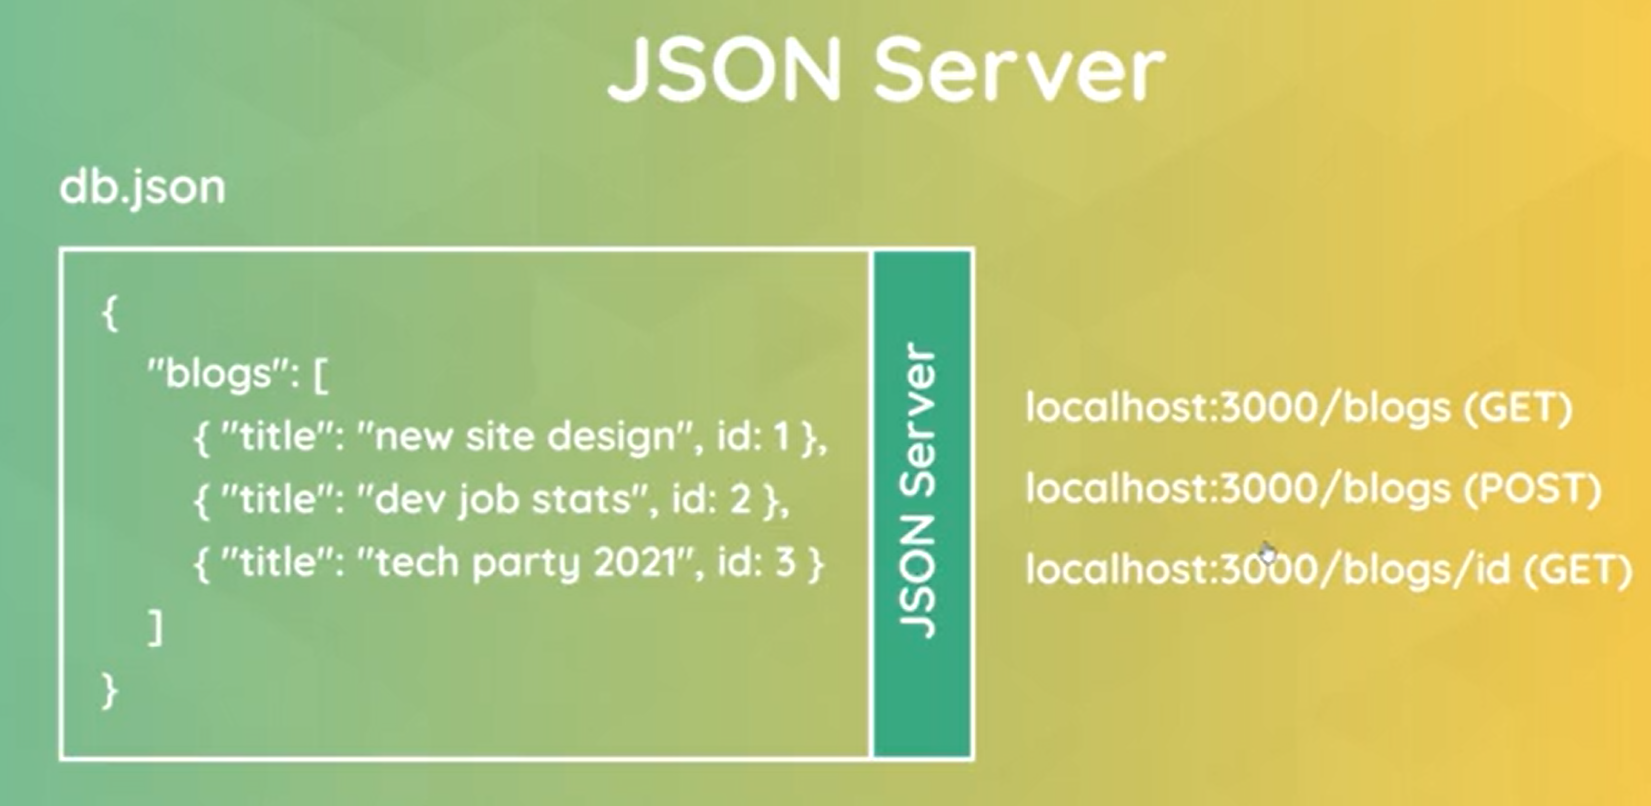 JSON Server
db.json
{
"blogs": [
{ "title": "new site design", id: 1 },
{ "title": "dev job stats", id: 2 },
{ "title": "tech party 2021", id: 3 }
]
}
JSON Server
localhost:3000/blogs (GET)
localhost:3000/blogs (POST)
localhost:3000/blogs/id (GET)